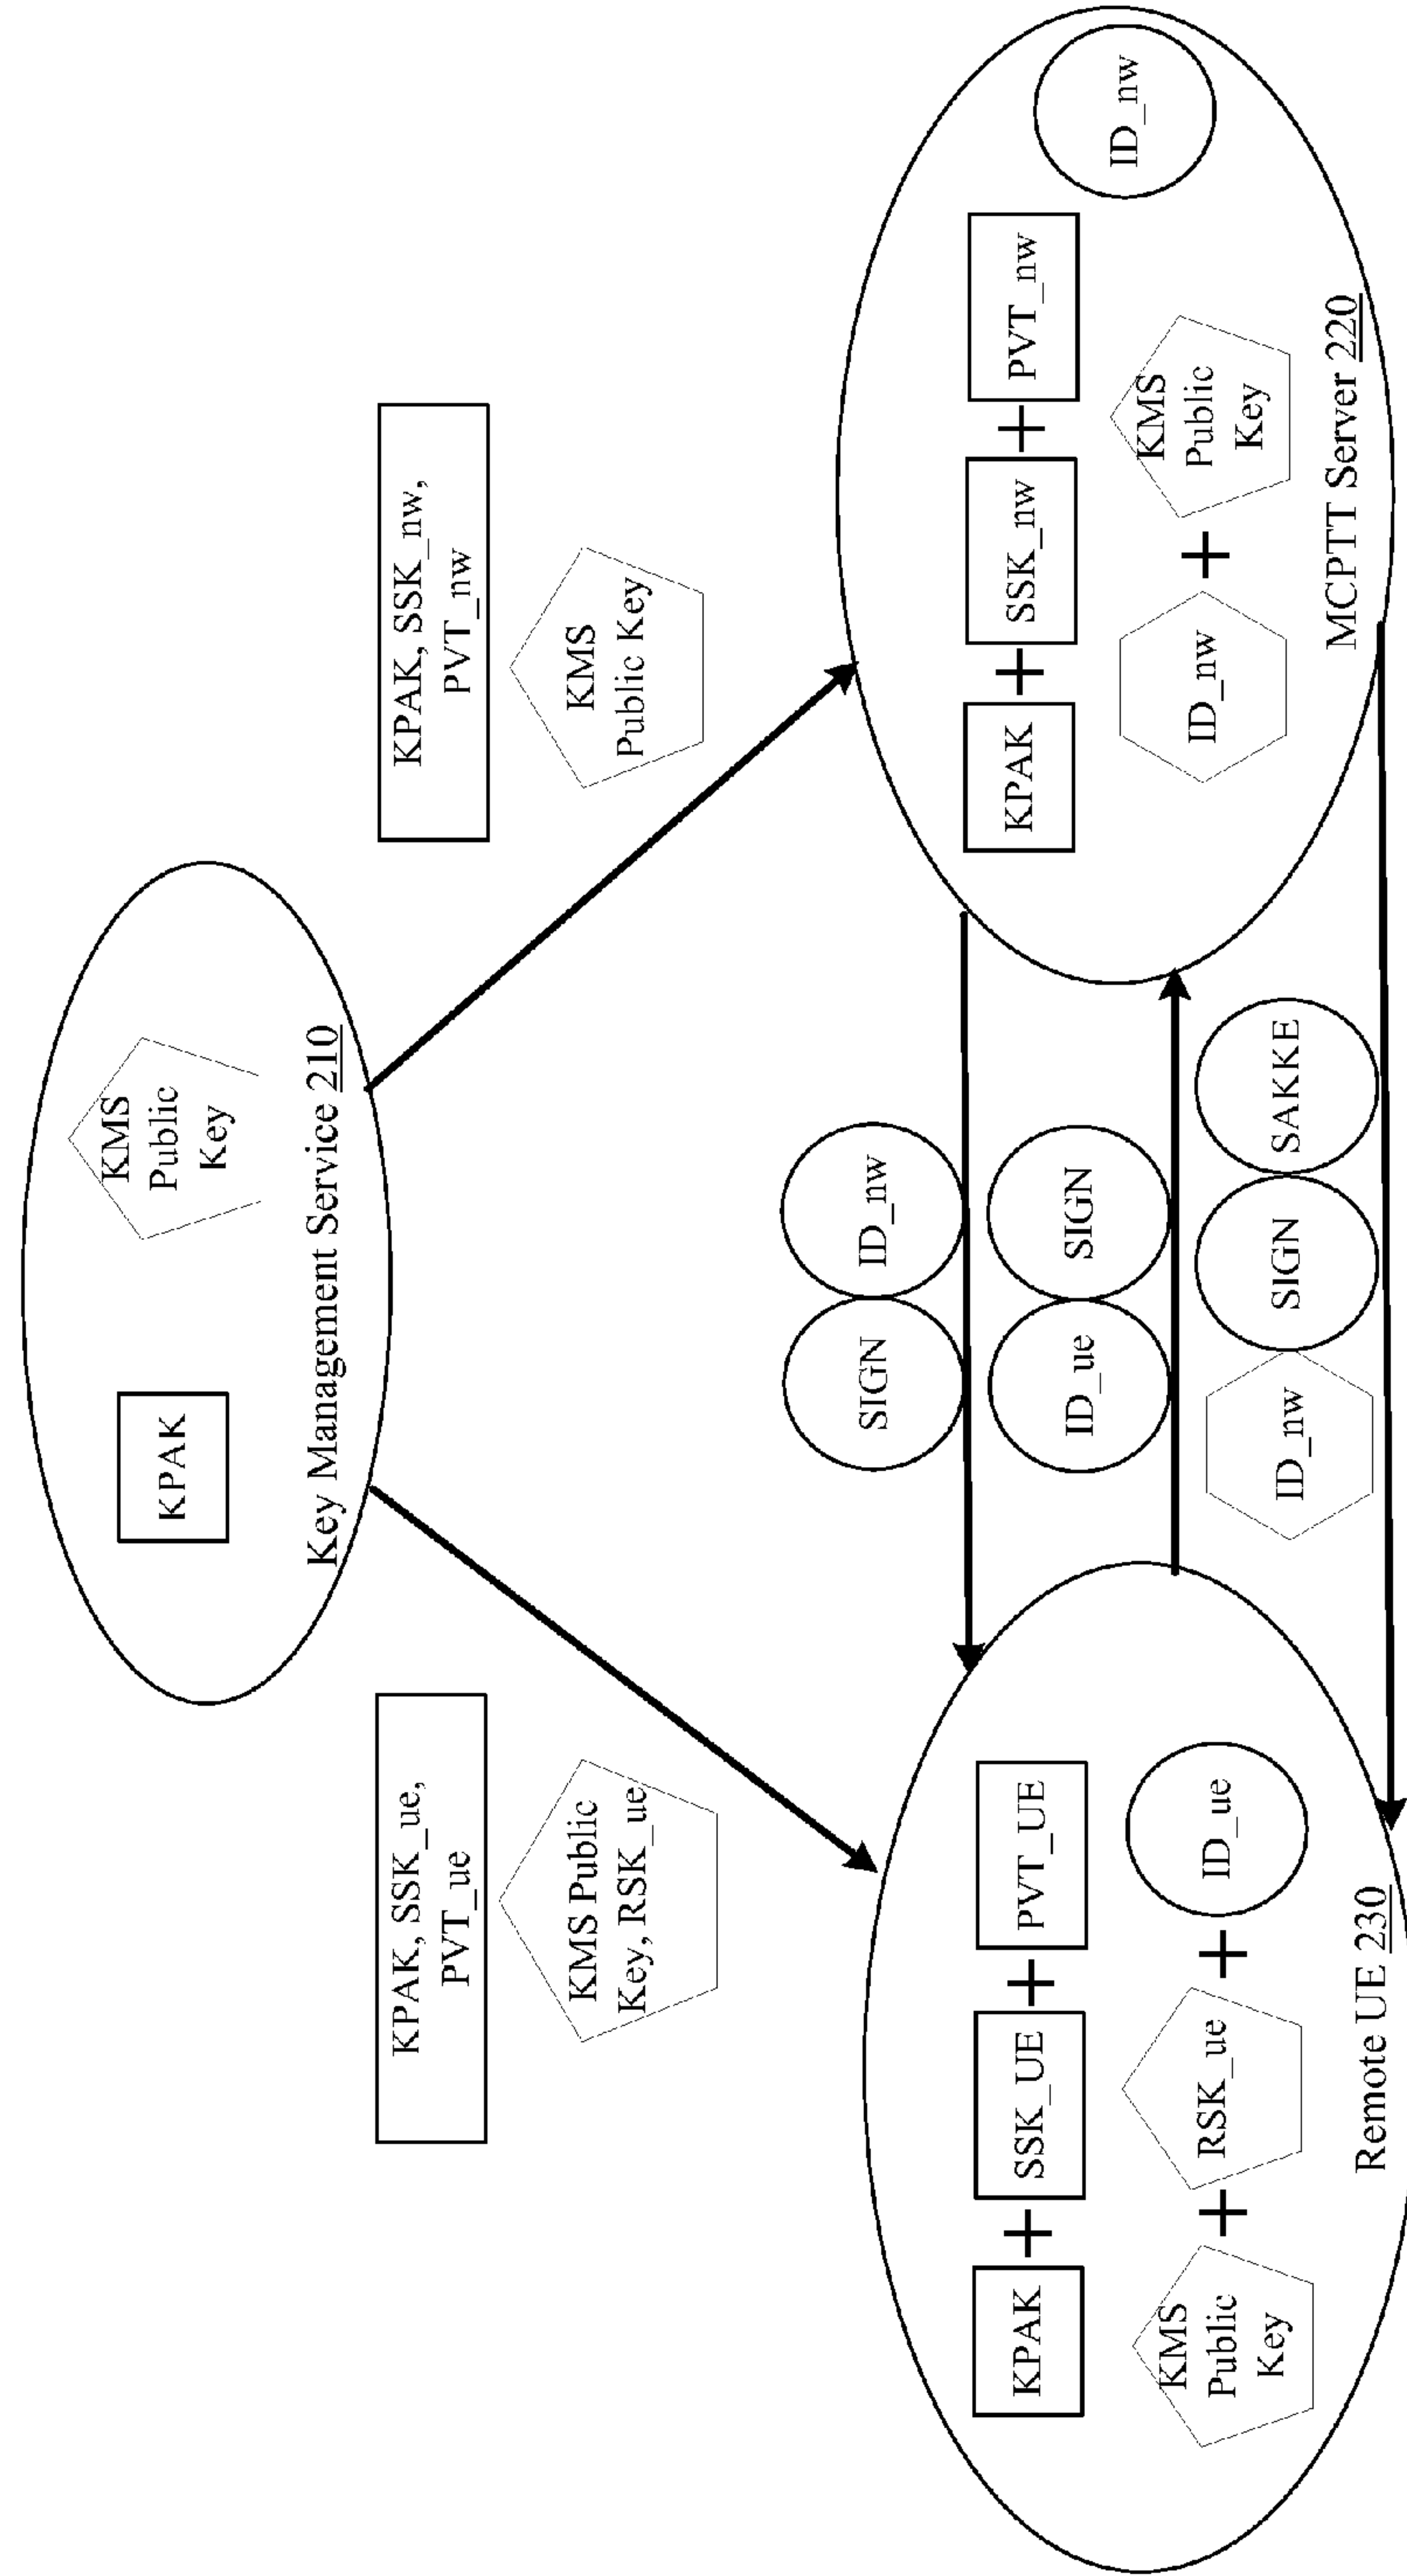 KPAK
KMS
Public
Key
Key Management Service 210
KPAK, SSK_ue,
PVT_ue
KMS Public
Key, RSK_ue
KPAK, SSK_nw,
PVT_nw
KMS
Public Key
SIGN
ID_nw
ID_ue
SIGN
ID_nw
SIGN
SAKKE
KPAK
+
SSK_UE
+
PVT_UE
KMS
Public
Key
+
RSK_ue
+
ID_ue
Remote UE 230
KPAK
+
SSK_nw
+
PVT_nw
ID_nw
ID_nw
+
KMS
Public
Key
MCPTT Server 220